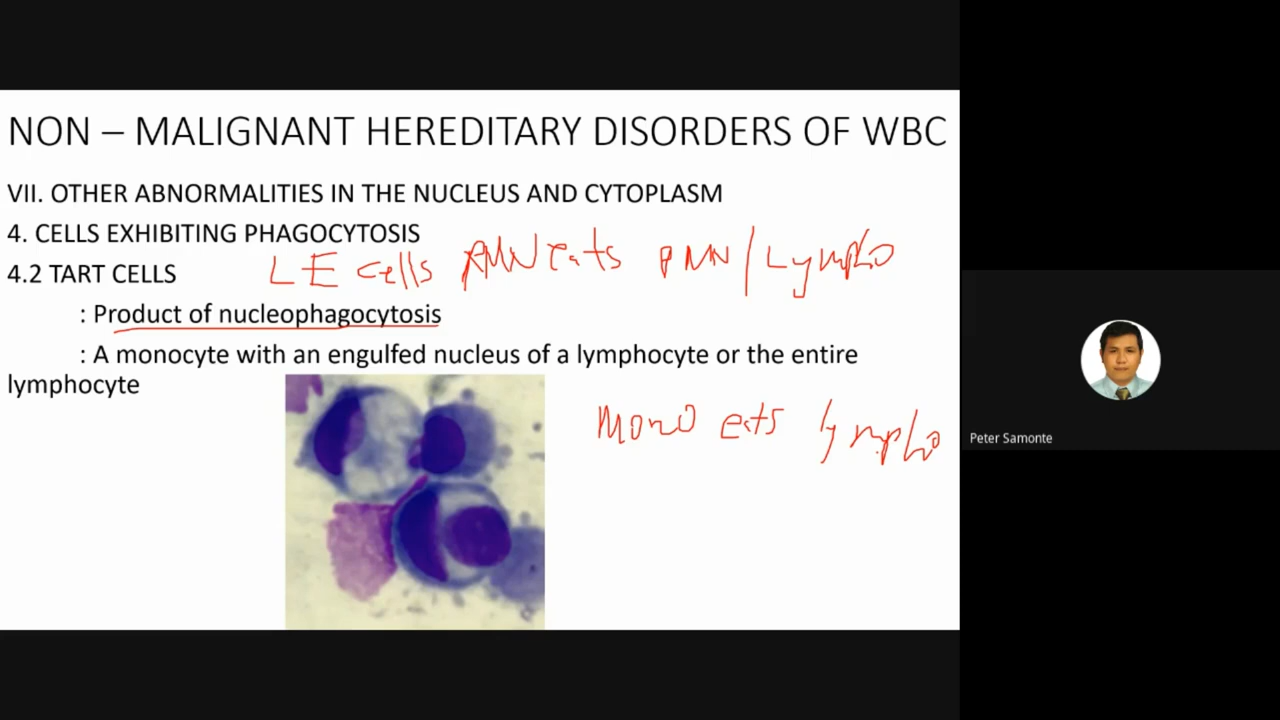 NON – MALIGNANT HEREDITARY DISORDERS OF WBC
VII. OTHER ABNORMALITIES IN THE NUCLEUS AND CYTOPLASM
4. CELLS EXHIBITING PHAGOCYTOSIS
LE cells PMN eats PMN/Lympho
4.2 TART CELLS
: Product of nucleophagocytosis
: A monocyte with an engulfed nucleus of a lymphocyte or the entire
lymphocyte
mono eats lympho
Peter Samonte